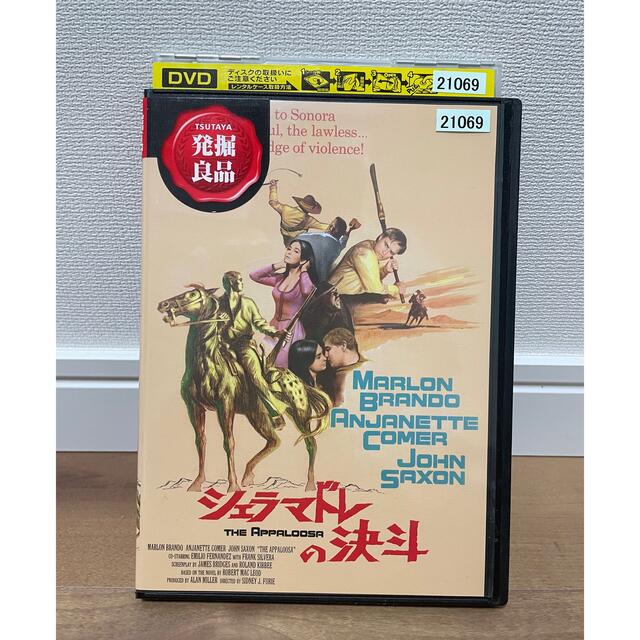 DVD
ディスクの取扱いに
ご注意ください
レンタルケース取扱方法
21069
21069
TSUTAYA
発掘
良品
to Sonora
the lawless...
of violence!
MARLON
BRANDO
ANJANETTE
COMER
JOHN
SAXON
シェラマドレ
THE APPALOOSA
の決斗
MARLON BRANDO ANJANETTE COMER JOHN SAXON "THE APPALOOSA"
CO-STARRING EMILIO FERNANDEZ WITH FRANK SILVERA
SCREENPLAY BY JAMES BRIDGES AND ROLAND KIBBEE
BASED ON THE NOVEL BY ROBERT MAC LEOD
PRODUCED BY ALAN MILLER DIRECTED BY SIDNEY J. FURIE